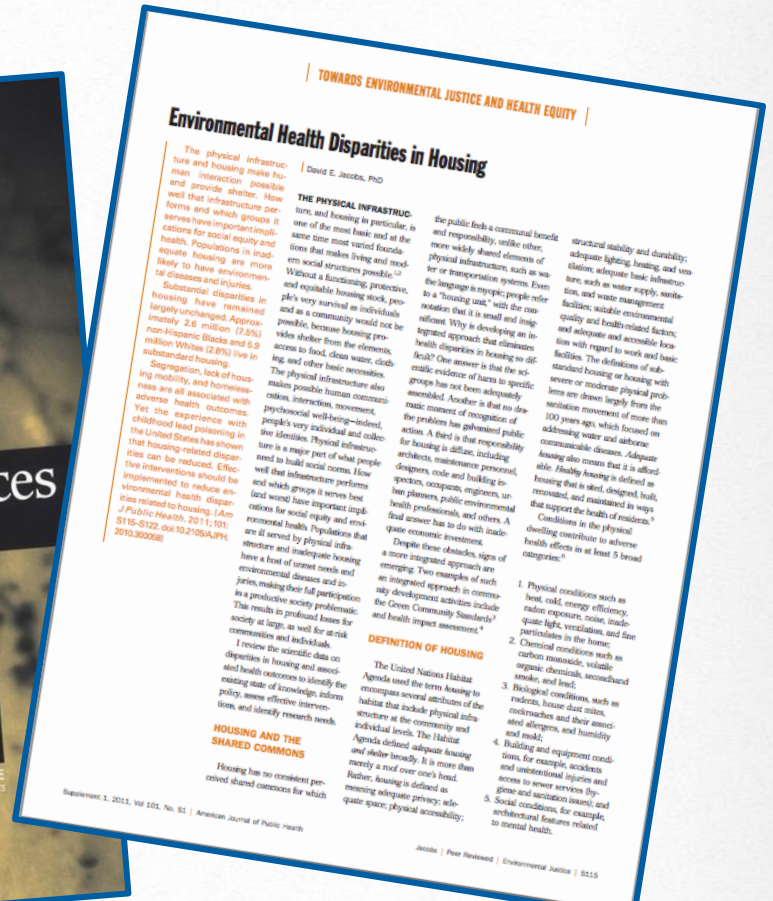 ces
TOWARDS ENVIRONMENTAL JUSTICE AND HEALTH EQUITY
Environmental Health Disparities in Housing
David E. Jacobs, PhD
The physical infrastruc-
ture and housing make hu-
man interaction possible
and provide shelter. How
well that infrastructure per-
forms and which groups it
serves have important impli-
cations for social equity and
health. Populations in inad-
equate housing are more
likely to have environmen-
tal diseases and injuries.
Substantial disparities in
housing have remained
largely unchanged. Approx-
imately 2.6 million (7.5%)
non-Hispanic Blacks and 5.9
million Whites (2.8%) live in
substandard housing.
Segregation, lack of hous-
ing mobility, and homeless-
ness are all associated with
adverse health outcomes.
Yet the experience with
childhood lead poisoning in
the United States has shown
that housing-related dispar-
ities can be reduced. Effec-
tive interventions should be
implemented to reduce en-
vironmental health dispar-
ities related to housing. (Am
J Public Health. 2011;101:
S115–S122. doi:10.2105/AJPH.
2010.300058)
THE PHYSICAL INFRASTRUC-
ture, and housing in particular, is
one of the most basic and at the
same time most varied founda-
tions that makes living and mod-
ern social structures possible.1,2
Without a functioning, protective,
and equitable housing stock, peo-
ple's very survival as individuals
and as a community would not be
possible, because housing pro-
vides shelter from the elements,
access to food, clean water, cloth-
ing, and other basic necessities.
The physical infrastructure also
makes possible human communi-
cation, interaction, movement,
psychosocial well-being—indeed,
people's very individual and collec-
tive identities. Physical infrastruc-
ture is a major part of what people
need to build social norms. How
well that infrastructure performs
and which groups it serves best
(and worst) have important impli-
cations for social equity and envi-
ronmental health. Populations that
are ill served by physical infra-
structure and inadequate housing
have a host of unmet needs and
environmental diseases and in-
juries, making their full participation
in a productive society problematic.
This results in profound losses for
society at large, as well for at-risk
communities and individuals.
I review the scientific data on
disparities in housing and associ-
ated health outcomes to identify the
existing state of knowledge, inform
policy, assess effective interven-
tions, and identify research needs.
HOUSING AND THE
SHARED COMMONS
Housing has no consistent per-
ceived shared commons for which
the public feels a communal benefit
and responsibility, unlike other,
more widely shared elements of
physical infrastructure, such as wa-
ter or transportation systems. Even
the language is myopic; people refer
to a "housing unit," with the con-
notation that it is small and insig-
nificant. Why is developing an in-
tegrated approach that eliminates
health disparities in housing so dif-
ficult? One answer is that the sci-
entific evidence of harm to specific
groups has not been adequately
assembled. Another is that no dra-
matic moment of recognition of
the problem has galvanized public
action. A third is that responsibility
for housing is diffuse, including
architects, maintenance personnel,
designers, code and building in-
spectors, occupants, engineers, ur-
ban planners, public environmental
health professionals, and others. A
final answer has to do with inade-
quate economic investment.
Despite these obstacles, signs of
a more integrated approach are
emerging. Two examples of such
an integrated approach in commu-
nity development activities include
the Green Community Standards3
and health impact assessment.4
DEFINITION OF HOUSING
The United Nations Habitat
Agenda used the term housing to
encompass several attributes of the
habitat that include physical infra-
structure at the community and
individual levels. The Habitat
Agenda defined adequate housing
and shelter broadly. It is more than
merely a roof over one's head.
Rather, housing is defined as
meaning adequate privacy; ade-
quate space; physical accessibility;
structural stability and durability;
adequate lighting, heating, and ven-
tilation; adequate basic infrastruc-
ture, such as water supply, sanita-
tion, and waste management
facilities; suitable environmental
quality and health-related factors;
and adequate and accessible loca-
tion with regard to work and basic
facilities. The definitions of sub-
standard housing or housing with
severe or moderate physical prob-
lems are drawn largely from the
sanitation movement of more than
100 years ago, which focused on
addressing water and airborne
communicable diseases. Adequate
housing also means that it is afford-
able. Healthy housing is defined as
housing that is sited, designed, built,
renovated, and maintained in ways
that support the health of residents.5
Conditions in the physical
dwelling contribute to adverse
health effects in at least 5 broad
categories:6
1. Physical conditions such as
heat, cold, energy efficiency,
radon exposure, noise, inade-
quate light, ventilation, and fine
particulates in the home;
2. Chemical conditions such as
carbon monoxide, volatile
organic chemicals, secondhand
smoke, and lead;
3. Biological conditions, such as
rodents, house dust mites,
cockroaches and their associ-
ated allergens, and humidity
and mold;
4. Building and equipment condi-
tions, for example, accidents
and unintentional injuries and
access to sewer services (hy-
giene and sanitation issues); and
5. Social conditions, for example,
architectural features related
to mental health.
Supplement 1, 2011, Vol 101, No. S1 | American Journal of Public Health
Jacobs | Peer Reviewed | Environmental Justice | S115